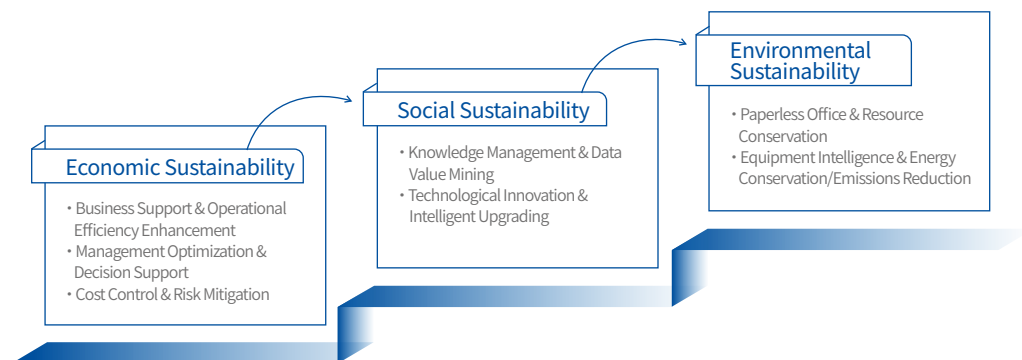 Economic Sustainability
• Business Support & Operational
Efficiency Enhancement
• Management Optimization &
Decision Support
• Cost Control & Risk Mitigation
Social Sustainability
• Knowledge Management & Data
Value Mining
• Technological Innovation &
Intelligent Upgrading
Environmental
Sustainability
• Paperless Office & Resource
Conservation
• Equipment Intelligence & Energy
Conservation/Emissions Reduction